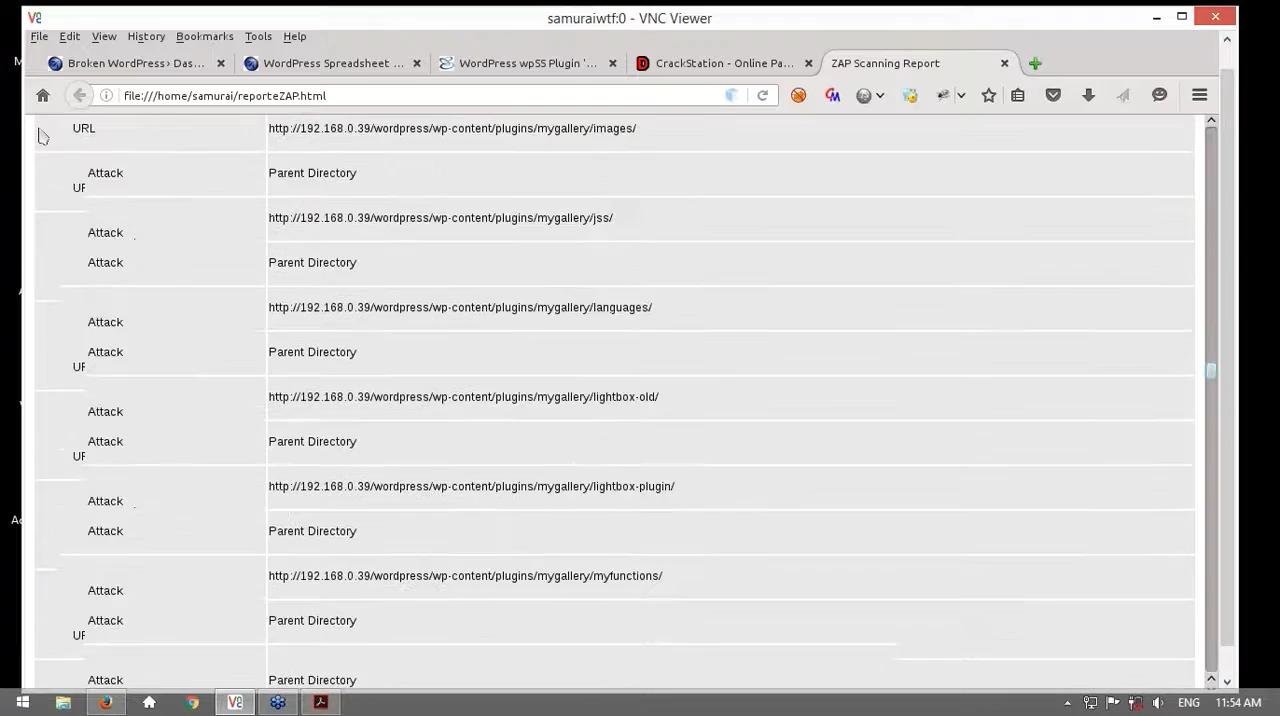 samuraiwtf:0 - VNC Viewer
File Edit View History Bookmarks Tools Help
Broken WordPress › Das... WordPress Spreadsheet ... WordPress wpSS Plugin '... CrackStation - Online Pa... ZAP Scanning Report
file:///home/samurai/reporteZAP.html
URL http://192.168.0.39/wordpress/wp-content/plugins/mygallery/images/
Attack Parent Directory
UR
http://192.168.0.39/wordpress/wp-content/plugins/mygallery/jss/
Attack
Attack Parent Directory
http://192.168.0.39/wordpress/wp-content/plugins/mygallery/languages/
Attack
Attack Parent Directory
UR
http://192.168.0.39/wordpress/wp-content/plugins/mygallery/lightbox-old/
Attack
Attack Parent Directory
UR
http://192.168.0.39/wordpress/wp-content/plugins/mygallery/lightbox-plugin/
Attack
Attack Parent Directory
http://192.168.0.39/wordpress/wp-content/plugins/mygallery/myfunctions/
Attack
Attack Parent Directory
UR
Attack Parent Directory
ENG 11:54 AM